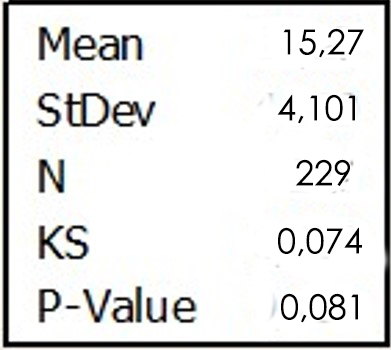 Mean 15,27
StDev 4,101
N 229
KS 0,074
P-Value 0,081